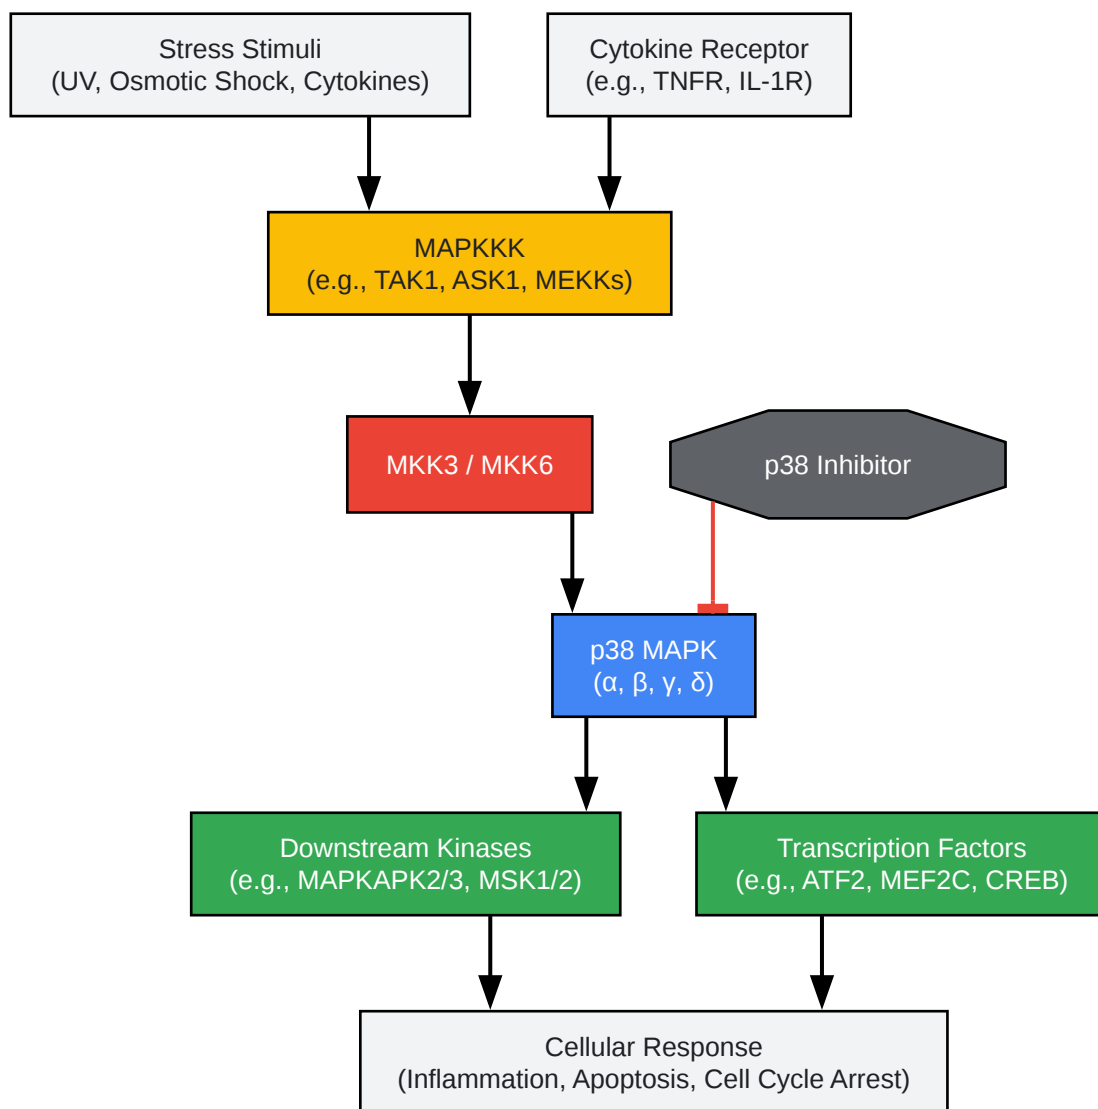 Stress Stimuli
(UV, Osmotic Shock, Cytokines)
Cytokine Receptor
(e.g., TNFR, IL-1R)
MAPKKK
(e.g., TAK1, ASK1, MEKKs)
MKK3 / MKK6
p38 Inhibitor
p38 MAPK
(α, β, γ, δ)
Downstream Kinases
(e.g., MAPKAPK2/3, MSK1/2)
Transcription Factors
(e.g., ATF2, MEF2C, CREB)
Cellular Response
(Inflammation, Apoptosis, Cell Cycle Arrest)